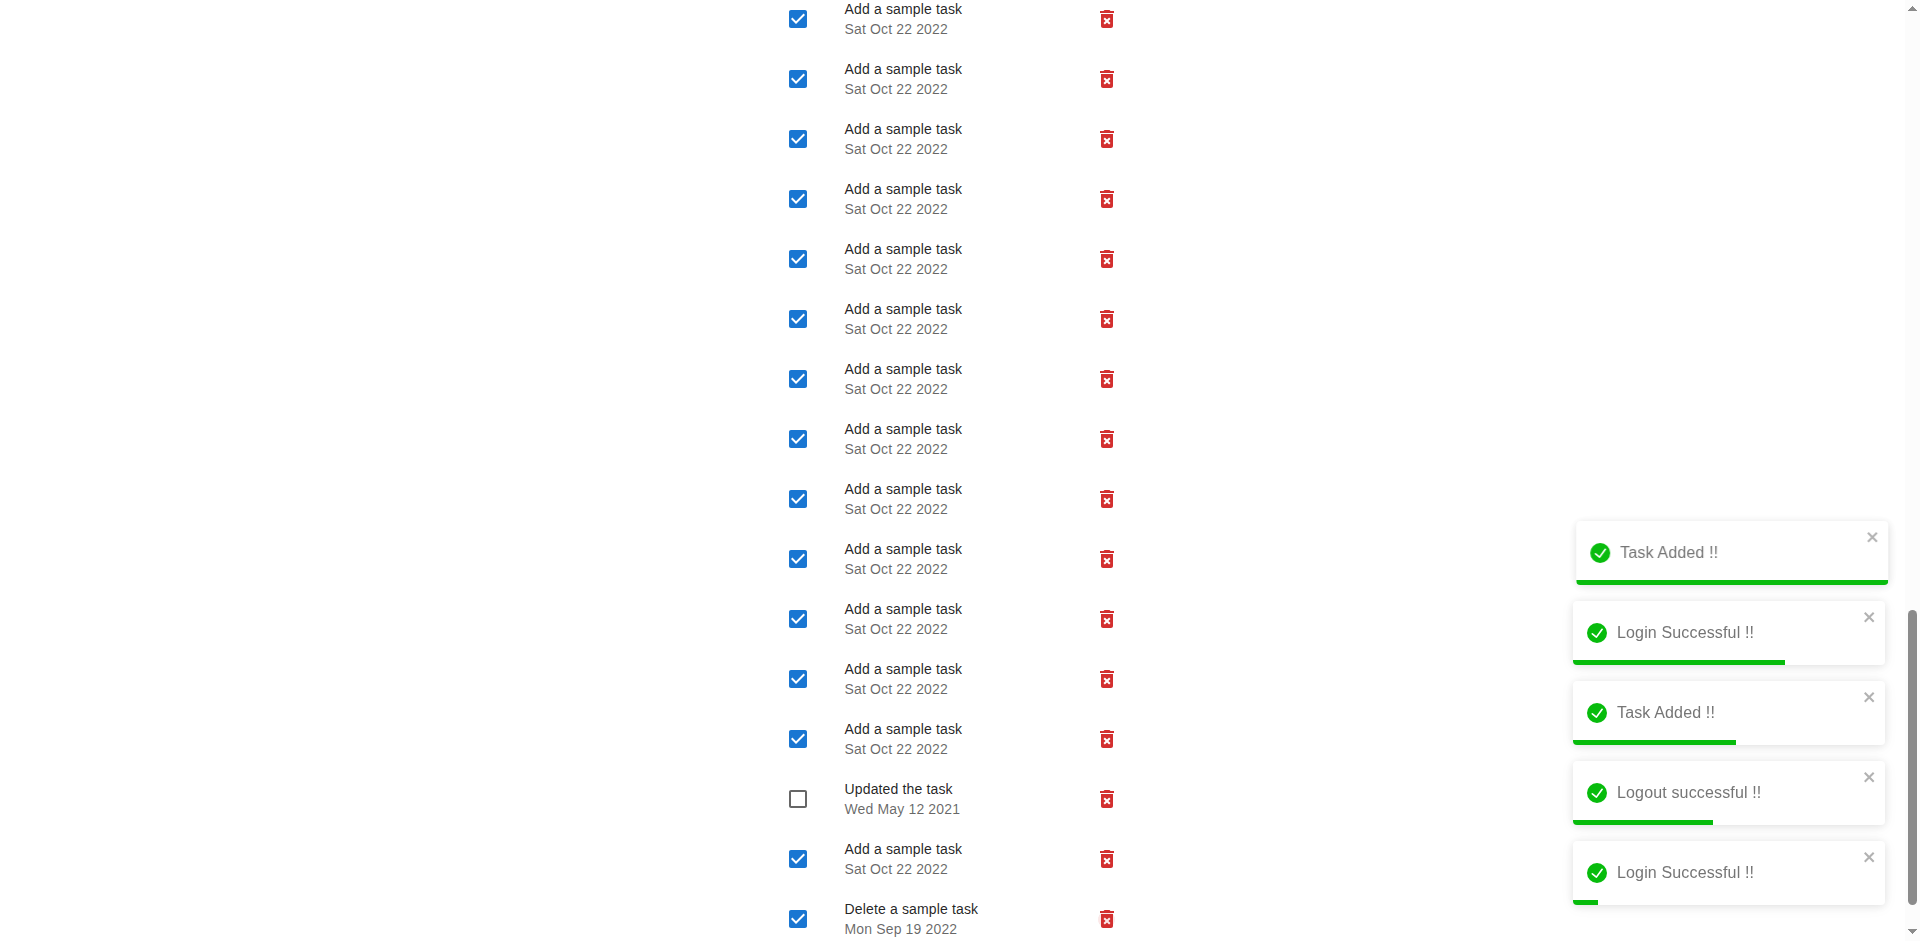 Add a sample task
Sat Oct 22 2022
Add a sample task
Sat Oct 22 2022
Add a sample task
Sat Oct 22 2022
Add a sample task
Sat Oct 22 2022
Add a sample task
Sat Oct 22 2022
Add a sample task
Sat Oct 22 2022
Add a sample task
Sat Oct 22 2022
Add a sample task
Sat Oct 22 2022
Add a sample task
Sat Oct 22 2022
Add a sample task
Sat Oct 22 2022
Add a sample task
Sat Oct 22 2022
Add a sample task
Sat Oct 22 2022
Add a sample task
Sat Oct 22 2022
Updated the task
Wed May 12 2021
Add a sample task
Sat Oct 22 2022
Delete a sample task
Mon Sep 19 2022
Task Added !!
Login Successful !!
Task Added !!
Logout successful !!
Login Successful !!